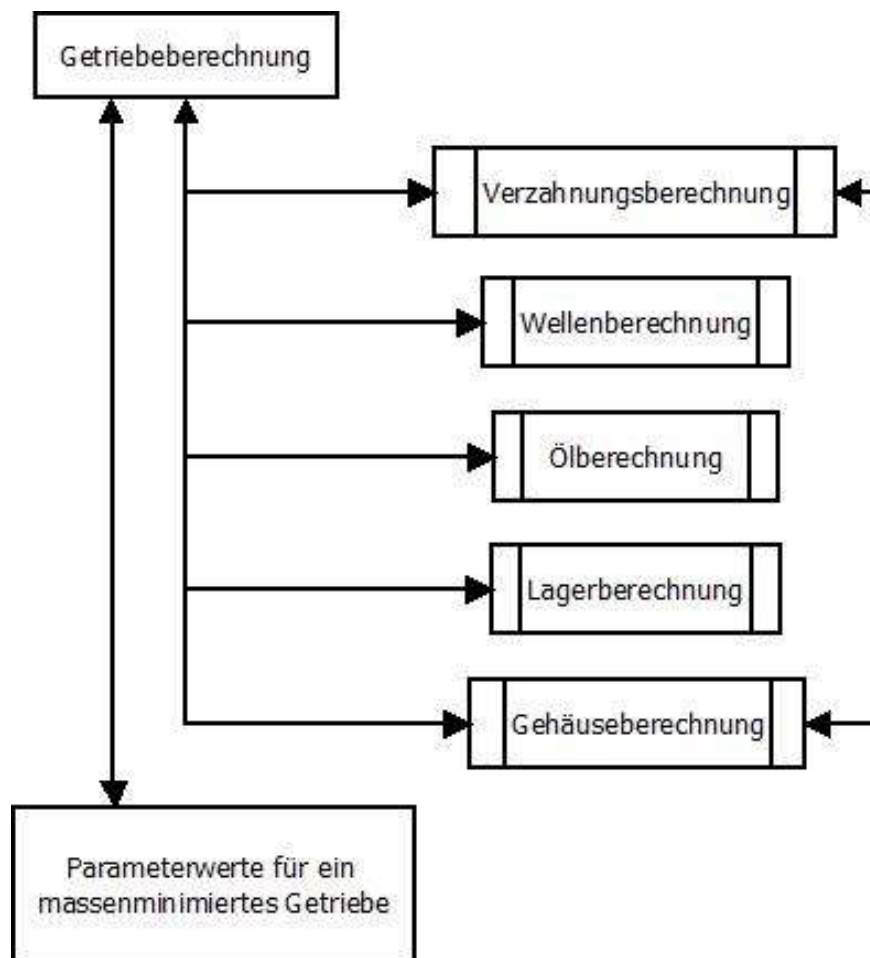 Getriebeberechnung
Verzahnungsberechnung
Wellenberechnung
Ölberechnung
Lagerberechnung
Gehäuseberechnung
Parameterwerte für ein
massenminimiertes Getriebe